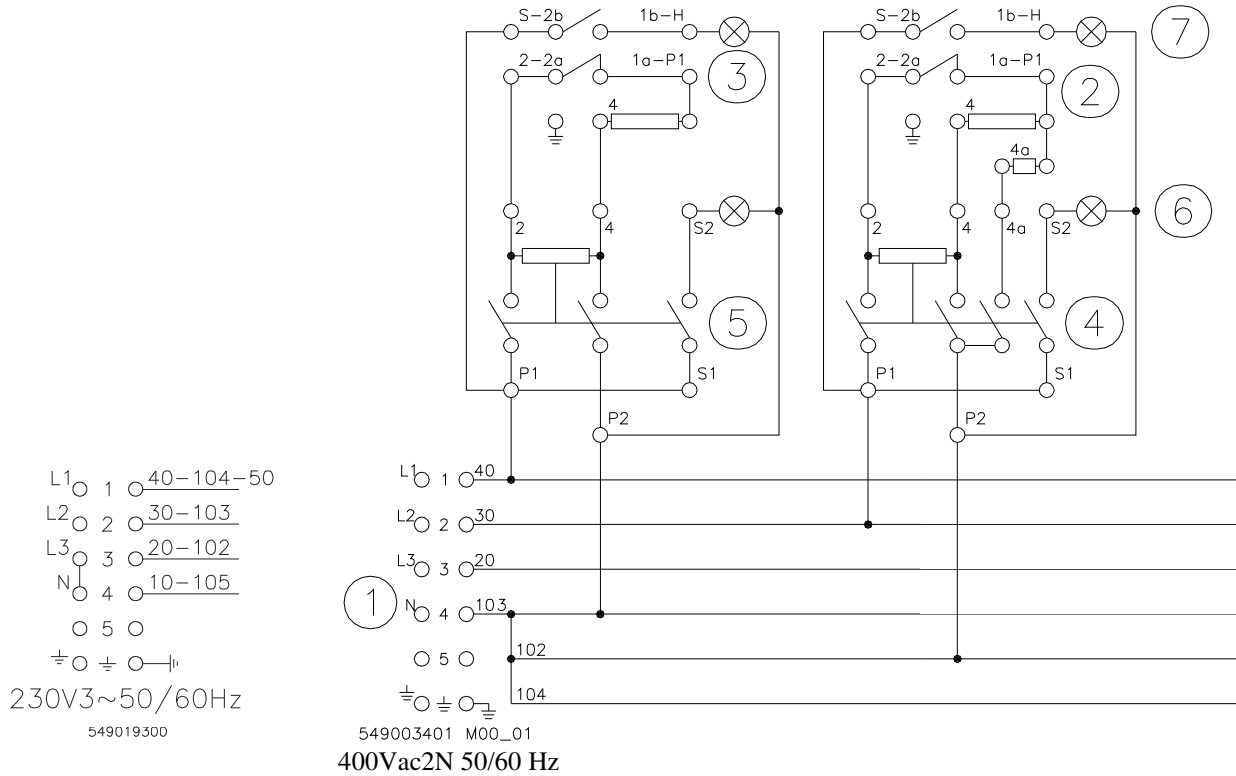 S-2b 1b-H
2-2a 1a-P1
3
4
2 4 S2
5
P1 S1
P2
S-2b 1b-H
7
2-2a 1a-P1
2
4
4a
2 4 4a S2
6
4
P1 S1
P2
L1 1 40-104-50
L2 2 30-103
L3 3 20-102
N 4 10-105
5
230V3~50/60Hz
549019300
L1 1 40
L2 2 30
L3 3 20
1
N 4 103
5 102
104
549003401 M00_01
400Vac2N 50/60 Hz